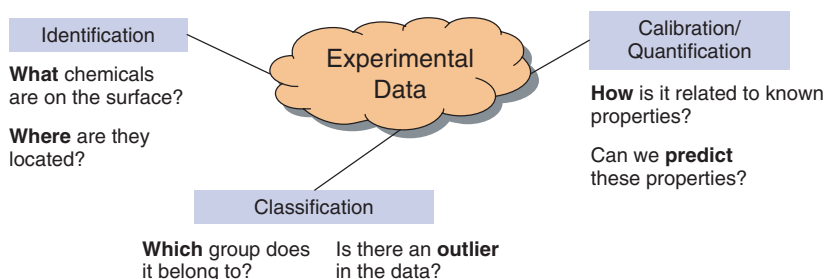 Identification
What chemicals
are on the surface?
Where are they
located?
Experimental
Data
Calibration/
Quantification
How is it related to known
properties?
Can we predict
these properties?
Classification
Which group does
it belong to?
Is there an outlier
in the data?